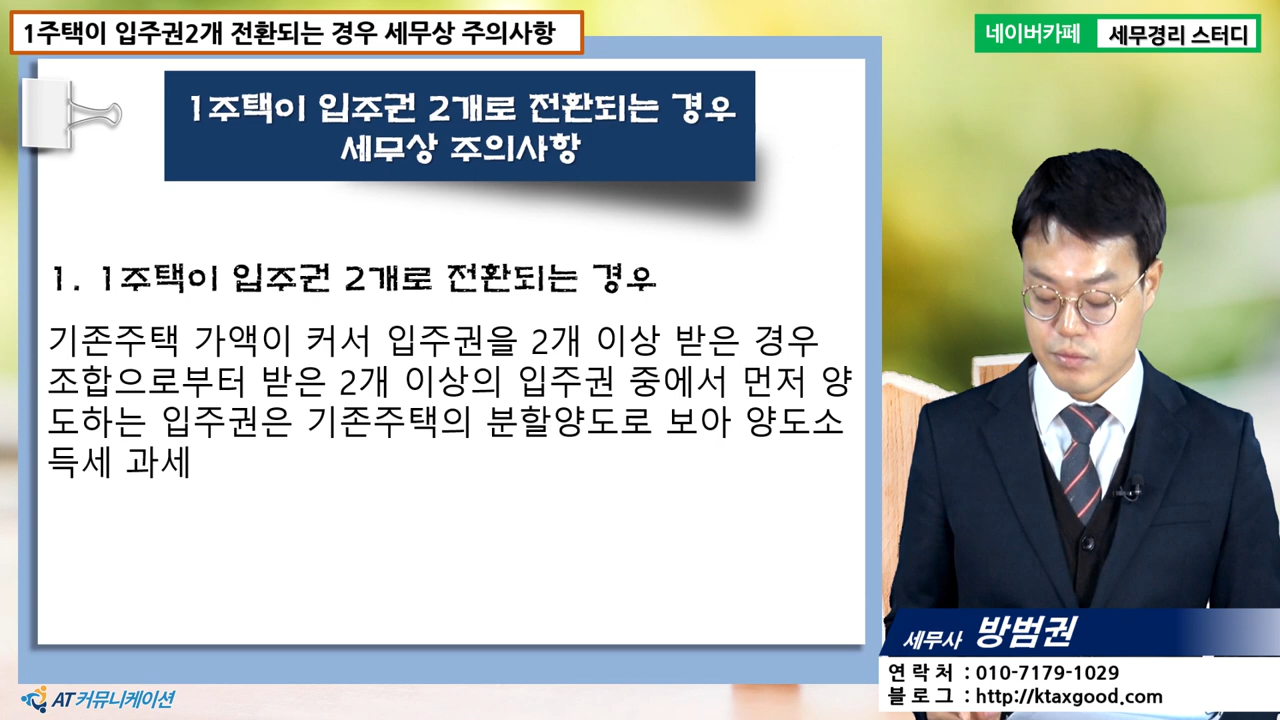 1주택이 입주권2개 전환되는 경우 세무상 주의사항
네이버카페 세무경리 스터디
1주택이 입주권 2개로 전환되는 경우
세무상 주의사항
1. 1주택이 입주권 2개로 전환되는 경우
기존주택 가액이 커서 입주권을 2개 이상 받은 경우
조합으로부터 받은 2개 이상의 입주권 중에서 먼저 양
도하는 입주권은 기존주택의 분할양도로 보아 양도소
득세 과세
세무사 방범권
연락처 : 010-7179-1029
블로그 : http://ktaxgood.com
AT커뮤니케이션